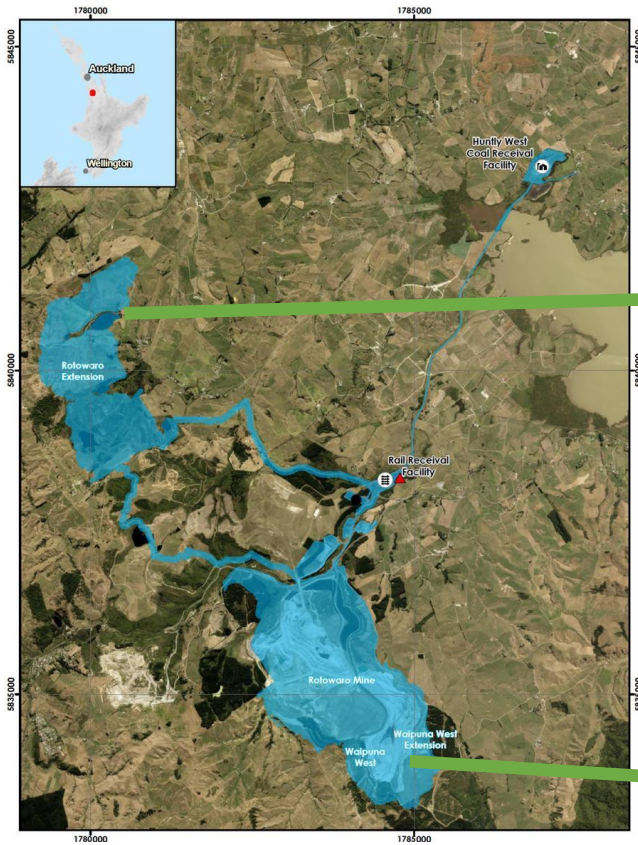 1780000
1785000
5845000
Auckland
Wellington
Huntly West
Coal Receival
Facility
5840000
Rotowaro
Extension
Rail Receival
Facility
5835000
Rotowaro Mine
Waipuna West
Extension
Waipuna
West
1780000
1785000